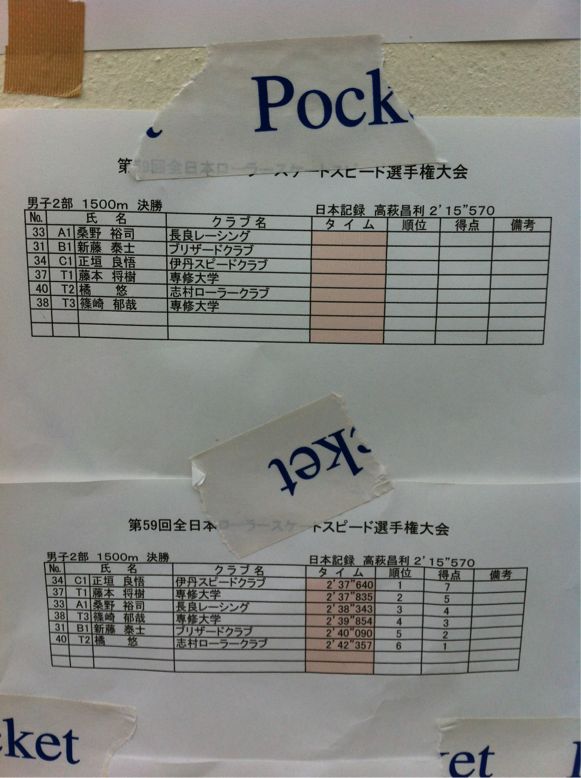 Pock
第59回全日本ローラースケートスピード選手権大会
男子2部 1500m 決勝 日本記録 高萩昌利 2'15"570
No. 氏 名 クラブ名 タイム 順位 得点 備考
33 A1 桑野 裕司 長良レーシング
31 B1 新藤 泰士 ブリザードクラブ
34 C1 正垣 良悟 伊丹スピードクラブ
37 T1 藤本 将樹 専修大学
40 T2 橘 悠 志村ローラークラブ
38 T3 篠崎 郁哉 専修大学
cket
第59回全日本ローラースケートスピード選手権大会
男子2部 1500m 決勝 日本記録 高萩昌利 2'15"570
No. 氏 名 クラブ名 タイム 順位 得点 備考
34 C1 正垣 良悟 伊丹スピードクラブ 2'37"640 1 7
37 T1 藤本 将樹 専修大学 2'37"835 2 5
33 A1 桑野 裕司 長良レーシング 2'38"343 3 4
38 T3 篠崎 郁哉 専修大学 2'39"854 4 3
31 B1 新藤 泰士 ブリザードクラブ 2'40"090 5 2
40 T2 橘 悠 志村ローラークラブ 2'42"357 6 1
cket
et